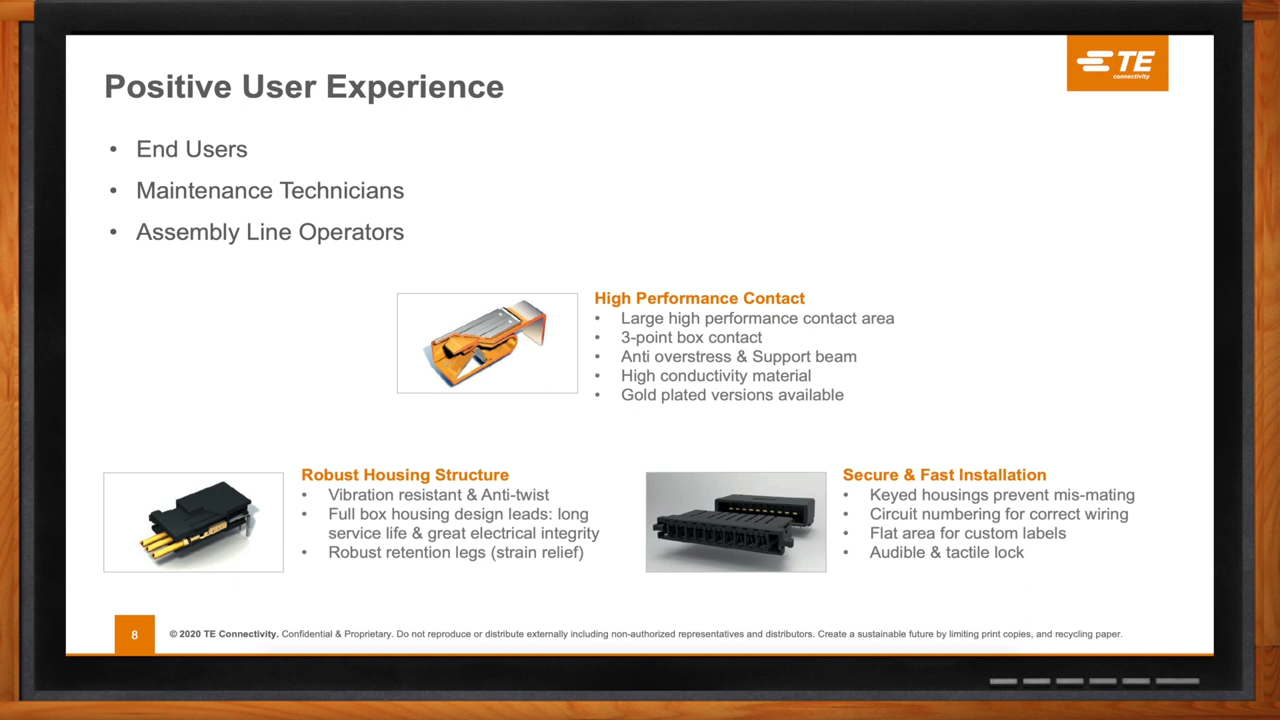 Positive User Experience
TE
connectivity
• End Users
• Maintenance Technicians
• Assembly Line Operators
High Performance Contact
• Large high performance contact area
• 3-point box contact
• Anti overstress & Support beam
• High conductivity material
• Gold plated versions available
Robust Housing Structure
• Vibration resistant & Anti-twist
• Full box housing design leads: long
service life & great electrical integrity
• Robust retention legs (strain relief)
Secure & Fast Installation
• Keyed housings prevent mis-mating
• Circuit numbering for correct wiring
• Flat area for custom labels
• Audible & tactile lock
8
© 2020 TE Connectivity. Confidential & Proprietary. Do not reproduce or distribute externally including non-authorized representatives and distributors. Create a sustainable future by limiting print copies, and recycling paper.